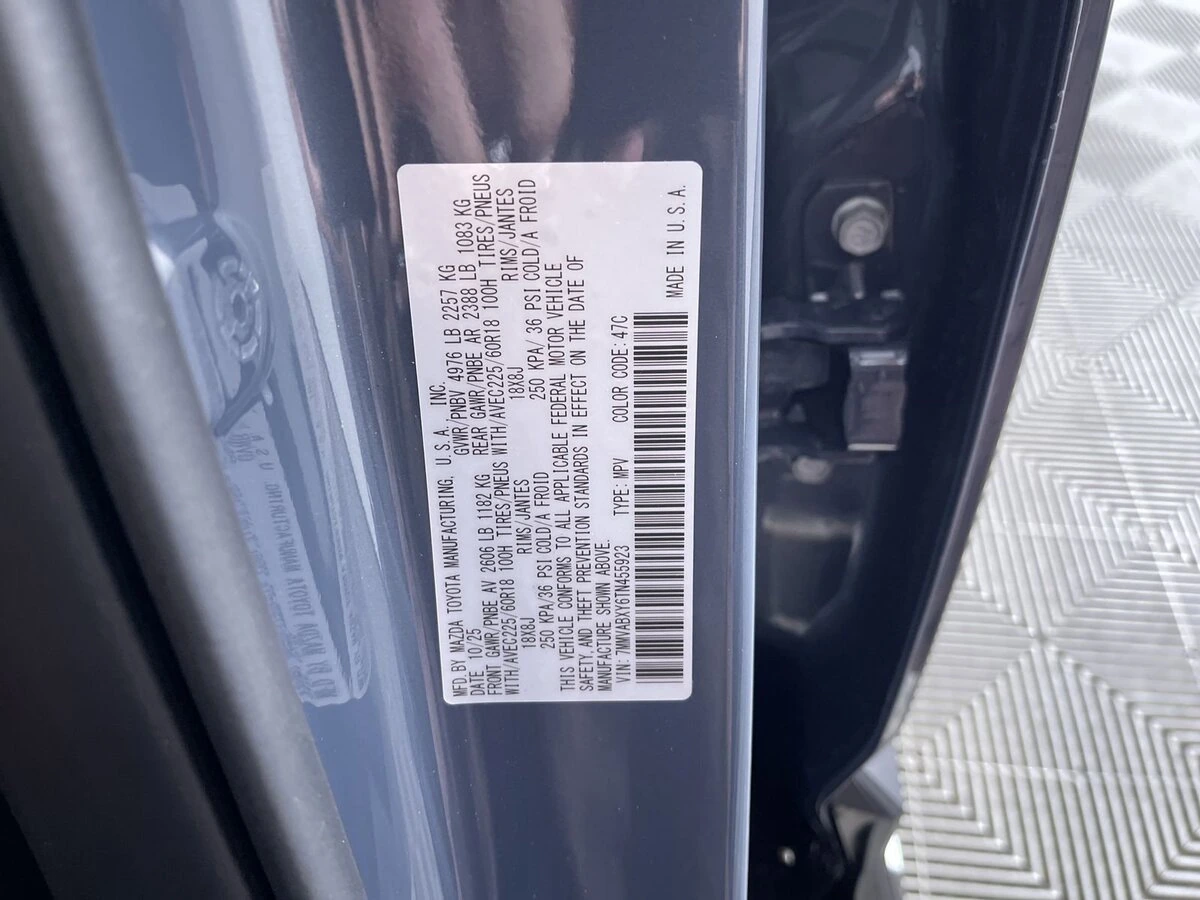 MFD.BY MAZDA TOYOTA MANUFACTURING, U.S.A. INC.
DATE 10/25 GVWR/PNBV 4976 LB 2257 KG
FRONT GAWR/PNBE AV 2606 LB 1182 KG REAR GAWR/PNBE AR 2388 LB 1083 KG
WITH/AVEC225/60R18 100H TIRES/PNEUS WITH/AVEC225/60R18 100H TIRES/PNEUS
18X8J RIMS/JANTES 18X8J RIMS/JANTES
250 KPA/36 PSI COLD/A FROID 250 KPA/ 36 PSI COLD/A FROID
THIS VEHICLE CONFORMS TO ALL APPLICABLE FEDERAL MOTOR VEHICLE
SAFETY, AND THEFT PREVENTION STANDARDS IN EFFECT ON THE DATE OF
MANUFACTURE SHOWN ABOVE.
VIN: 7MMVABXY6TN455923 TYPE: MPV COLOR CODE: 47C
MADE IN U.S.A.